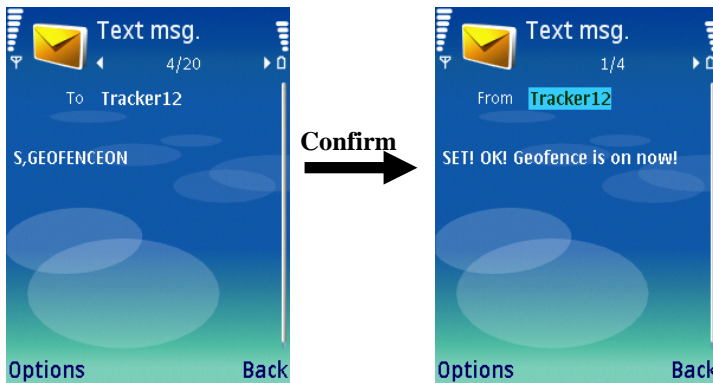 Text msg.
4/20
To Tracker12
S,GEOFENCEON
Options Back
Confirm
Text msg.
1/4
From Tracker12
SET! OK! Geofence is on now!
Options Back